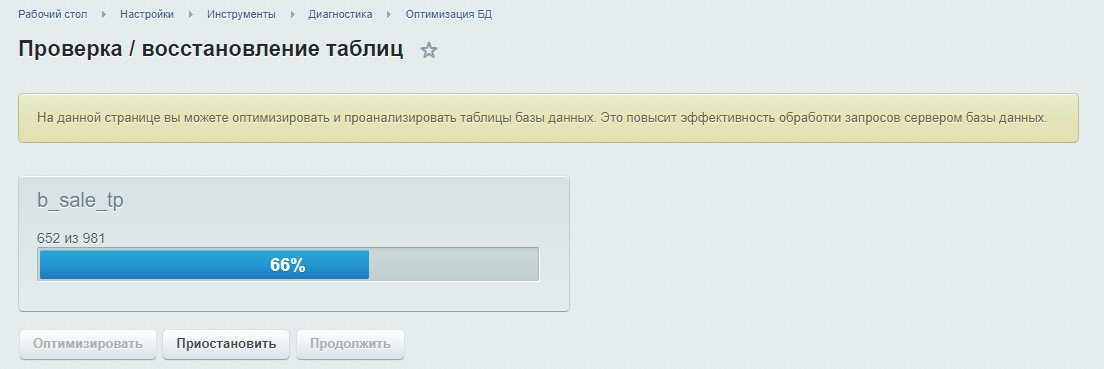 Рабочий стол Настройки Инструменты Диагностика Оптимизация БД
Проверка / восстановление таблиц
На данной странице вы можете оптимизировать и проанализировать таблицы базы данных. Это повысит эффективность обработки запросов сервером базы данных.
b_sale_tp
652 из 981
66%
Оптимизировать Приостановить Продолжить